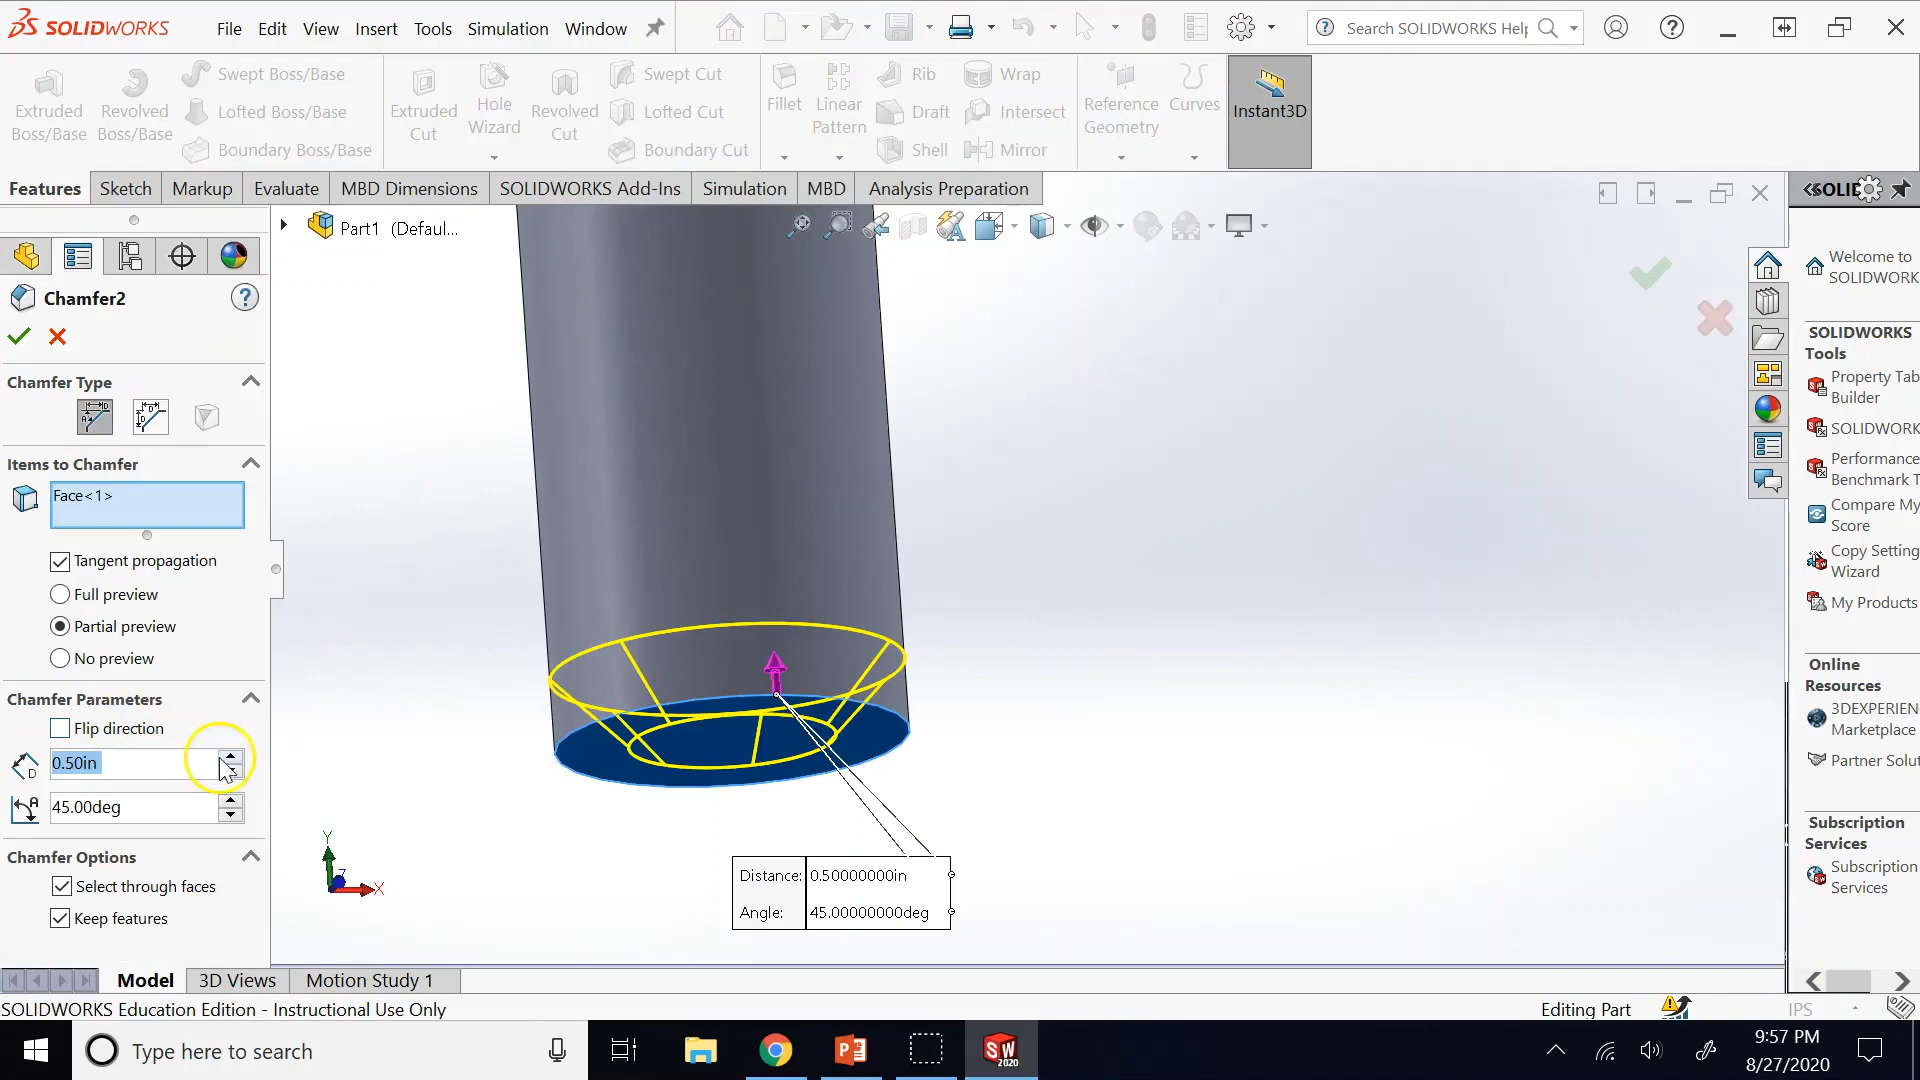 SOLIDWORKS
File Edit View Insert Tools Simulation Window
Search SOLIDWORKS Help
Extruded Boss/Base
Revolved Boss/Base
Swept Boss/Base
Lofted Boss/Base
Boundary Boss/Base
Extruded Cut
Hole Wizard
Revolved Cut
Swept Cut
Lofted Cut
Boundary Cut
Fillet
Linear Pattern
Rib
Draft
Shell
Wrap
Intersect
Mirror
Reference Geometry
Curves
Instant3D
Features Sketch Markup Evaluate MBD Dimensions SOLIDWORKS Add-Ins Simulation MBD Analysis Preparation
SOLID
Part1 (Defaul...
Chamfer2
Chamfer Type
Items to Chamfer
Face<1>
Tangent propagation
Full preview
Partial preview
No preview
Chamfer Parameters
Flip direction
0.50in
45.00deg
Chamfer Options
Select through faces
Keep features
Y
Z
X
Distance: 0.50000000in
Angle: 45.00000000deg
Welcome to
SOLIDWORKS
SOLIDWORKS
Tools
Property Tab
Builder
SOLIDWORK
Performance
Benchmark T
Compare My
Score
Copy Setting
Wizard
My Products
Online
Resources
3DEXPERIEN
Marketplace
Partner Solu
Subscription
Services
Subscription
Services
Model 3D Views Motion Study 1
SOLIDWORKS Education Edition - Instructional Use Only
Editing Part
IPS
Type here to search
SW
2020
9:57 PM
8/27/2020